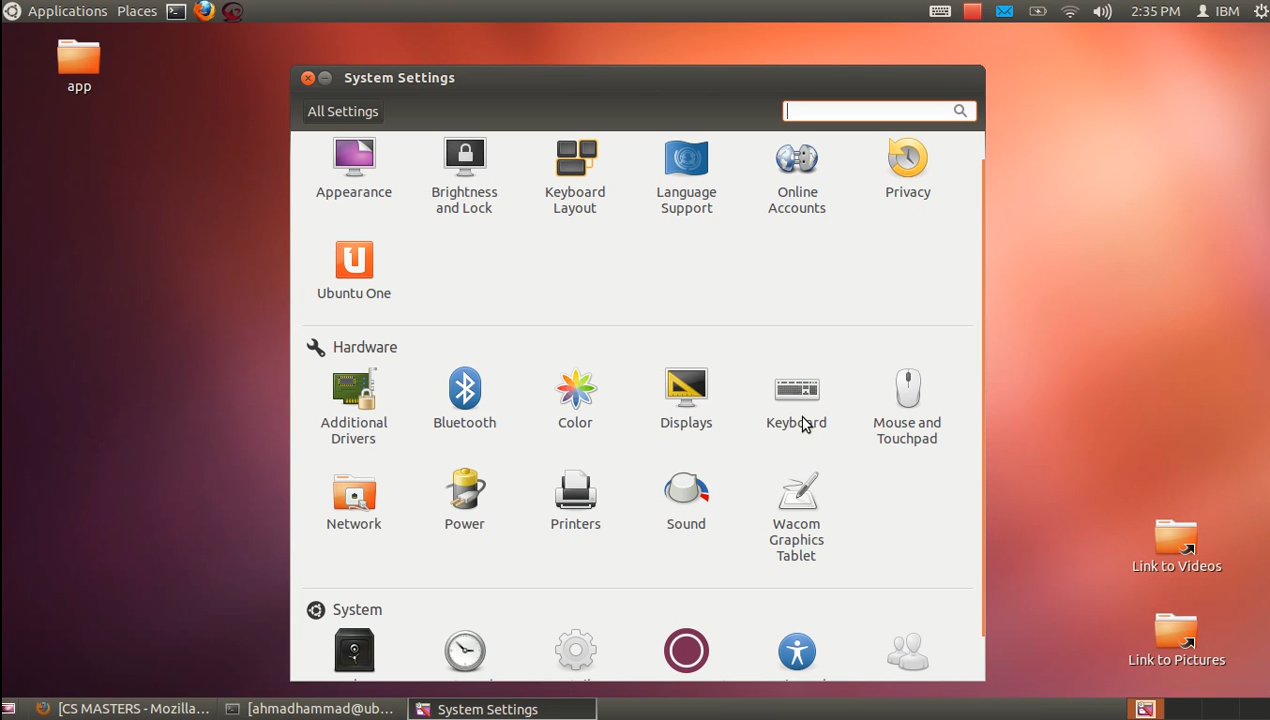 Applications Places 2:35 PM IBM
app
System Settings
All Settings
Appearance
Brightness and Lock
Keyboard Layout
Language Support
Online Accounts
Privacy
Ubuntu One
Hardware
Additional Drivers
Bluetooth
Color
Displays
Keyboard
Mouse and Touchpad
Network
Power
Printers
Sound
Wacom Graphics Tablet
System
Link to Videos
Link to Pictures
[CS MASTERS - Mozilla... [ahmadhammad@ub... System Settings